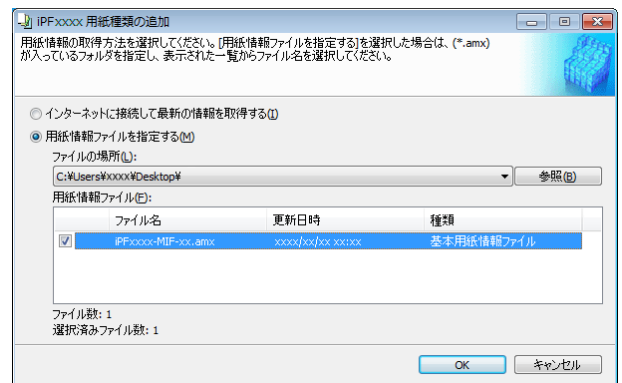 iPFxxxx 用紙種類の追加
用紙情報の取得方法を選択してください。[用紙情報ファイルを指定する]を選択した場合は、(*.amx)
が入っているフォルダを指定し、表示された一覧からファイル名を選択してください。
インターネットに接続して最新の情報を取得する(I)
用紙情報ファイルを指定する(M)
ファイルの場所(L):
C:¥Users¥xxxx¥Desktop¥
参照(B)
用紙情報ファイル(F):
ファイル名 更新日時 種類
iPFxxxx-MIF-xx.amx xxxx/xx/xx xx:xx 基本用紙情報ファイル
ファイル数: 1
選択済みファイル数: 1
OK キャンセル